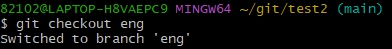 82102@LAPTOP-H8VAEPC9 MINGW64 ~/git/test2 (main)
$ git checkout eng
Switched to branch 'eng'